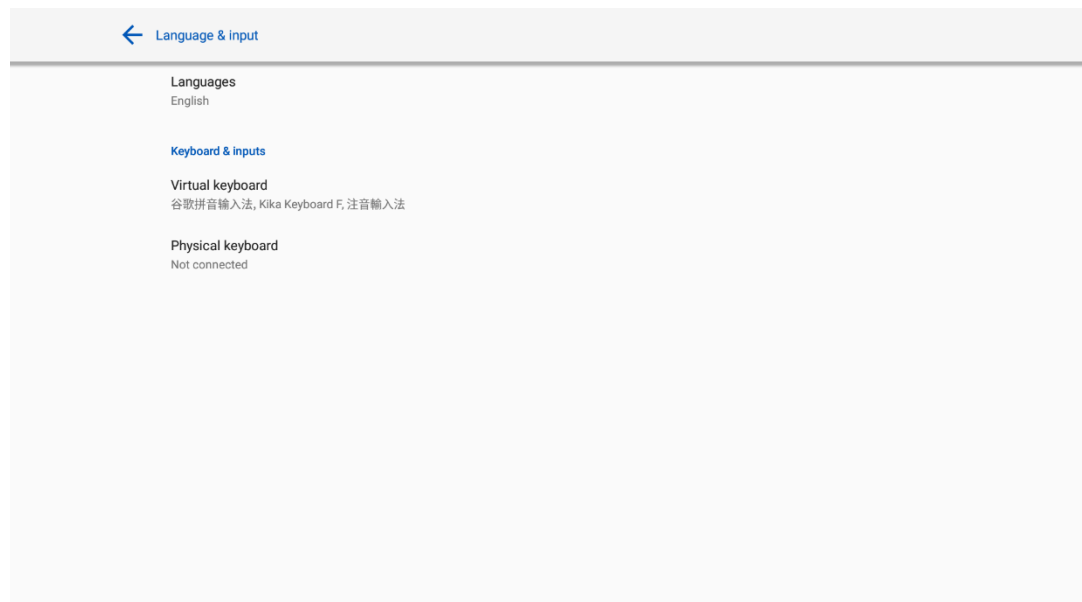 Language & input
Languages
English
Keyboard & inputs
Virtual keyboard
谷歌拼音输入法, Kika Keyboard F, 注音輸入法
Physical keyboard
Not connected